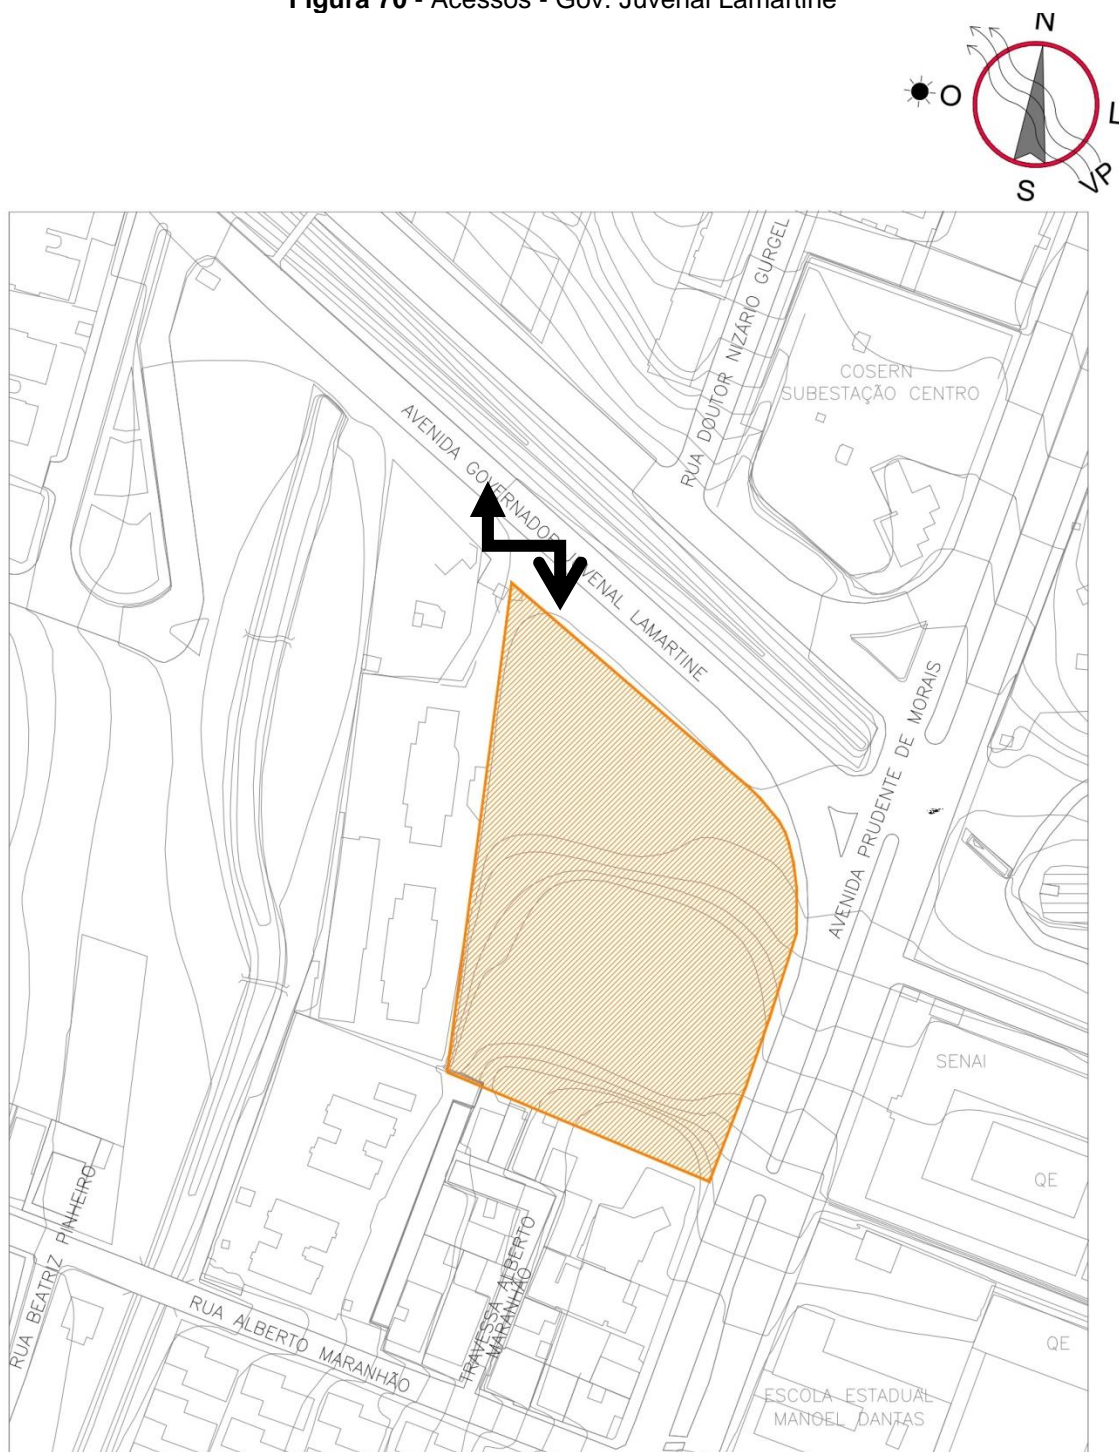 Figura 70 - Acessos - Gov. Juvenal Lamartine
N
O
L
S
VP
RUA DOUTOR NIZÁRIO GURGEL
COSERN
SUBESTAÇÃO CENTRO
AVENIDA GOVERNADOR JUVENAL LAMARTINE
AVENIDA PRUDENTE DE MORAIS
SENAI
QE
RUA BEATRIZ PINHEIRO
TRAVESSA ALBERTO
MARANHÃO
RUA ALBERTO MARANHÃO
QE
ESCOLA ESTADUAL
MANOEL DANTAS